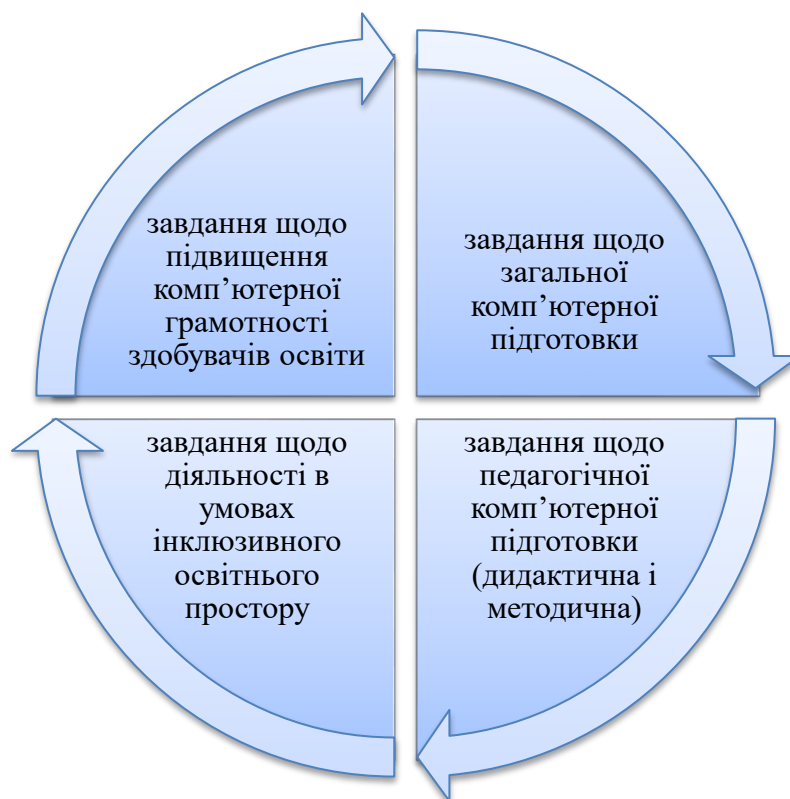 завдання щодо
підвищення
комп’ютерної
грамотності
здобувачів освіти
завдання щодо
загальної
комп’ютерної
підготовки
завдання щодо
діяльності в
умовах
інклюзивного
освітнього
простору
завдання щодо
педагогічної
комп’ютерної
підготовки
(дидактична і
методична)